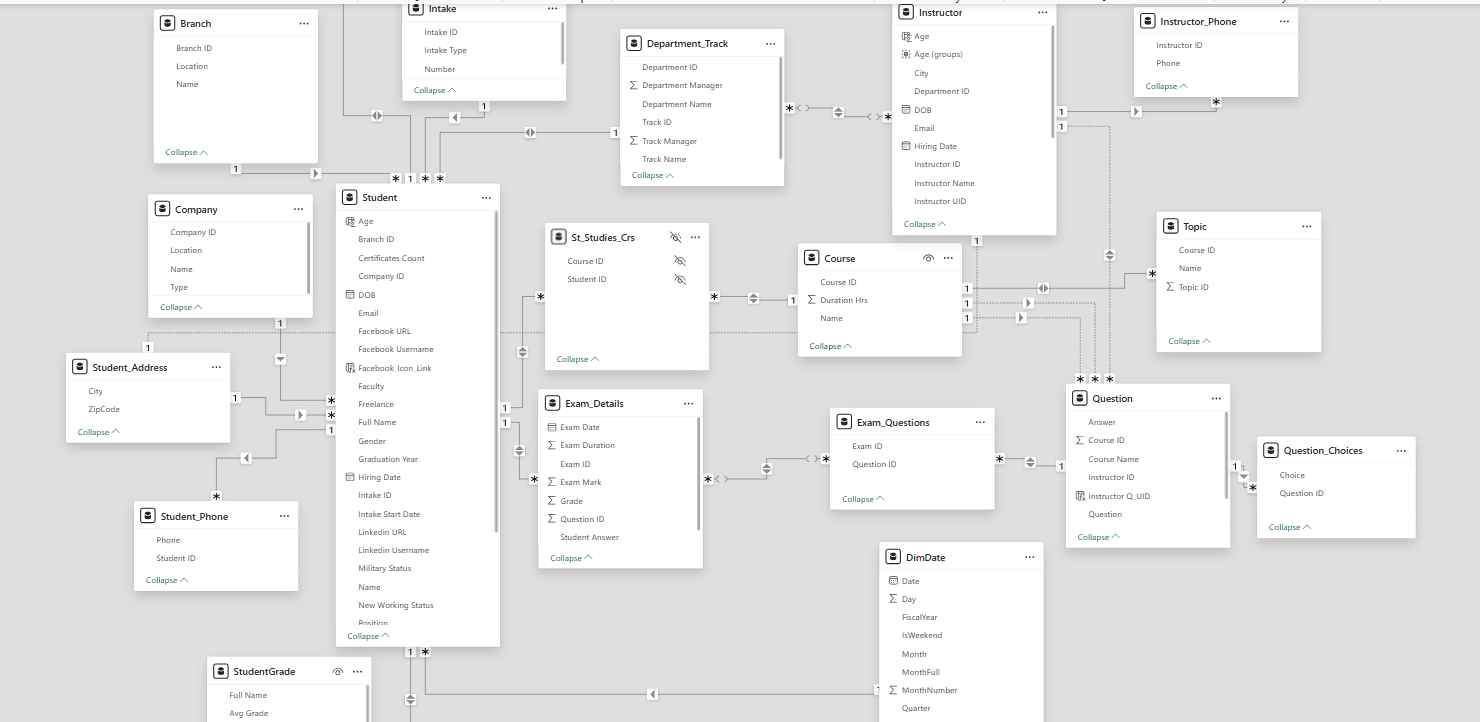 Branch
Branch ID
Location
Name
Collapse
Intake
Intake ID
Intake Type
Number
Collapse
Department_Track
Department ID
Department Manager
Department Name
Track ID
Track Manager
Track Name
Collapse
Instructor
Age
Age (groups)
City
Department ID
DOB
Email
Hiring Date
Instructor ID
Instructor Name
Instructor UID
Collapse
Instructor_Phone
Instructor ID
Phone
Collapse
Company
Company ID
Location
Name
Type
Collapse
Student
Age
Branch ID
Certificates Count
Company ID
DOB
Email
Facebook URL
Facebook Username
Facebook_Icon_Link
Faculty
Freelance
Full Name
Gender
Graduation Year
Hiring Date
Intake ID
Intake Start Date
Linkedin URL
Linkedin Username
Military Status
Name
New Working Status
Position
Collapse
St_Studies_Crs
Course ID
Student ID
Collapse
Course
Course ID
Duration Hrs
Name
Collapse
Topic
Course ID
Name
Topic ID
Collapse
Student_Address
City
ZipCode
Collapse
Exam_Details
Exam Date
Exam Duration
Exam ID
Exam Mark
Grade
Question ID
Student Answer
Collapse
Exam_Questions
Exam ID
Question ID
Collapse
Question
Answer
Course ID
Course Name
Instructor ID
Instructor Q_UID
Question
Collapse
Question_Choices
Choice
Question ID
Collapse
Student_Phone
Phone
Student ID
Collapse
DimDate
Date
Day
FiscalYear
IsWeekend
Month
MonthFull
MonthNumber
Quarter
StudentGrade
Full Name
Avg Grade